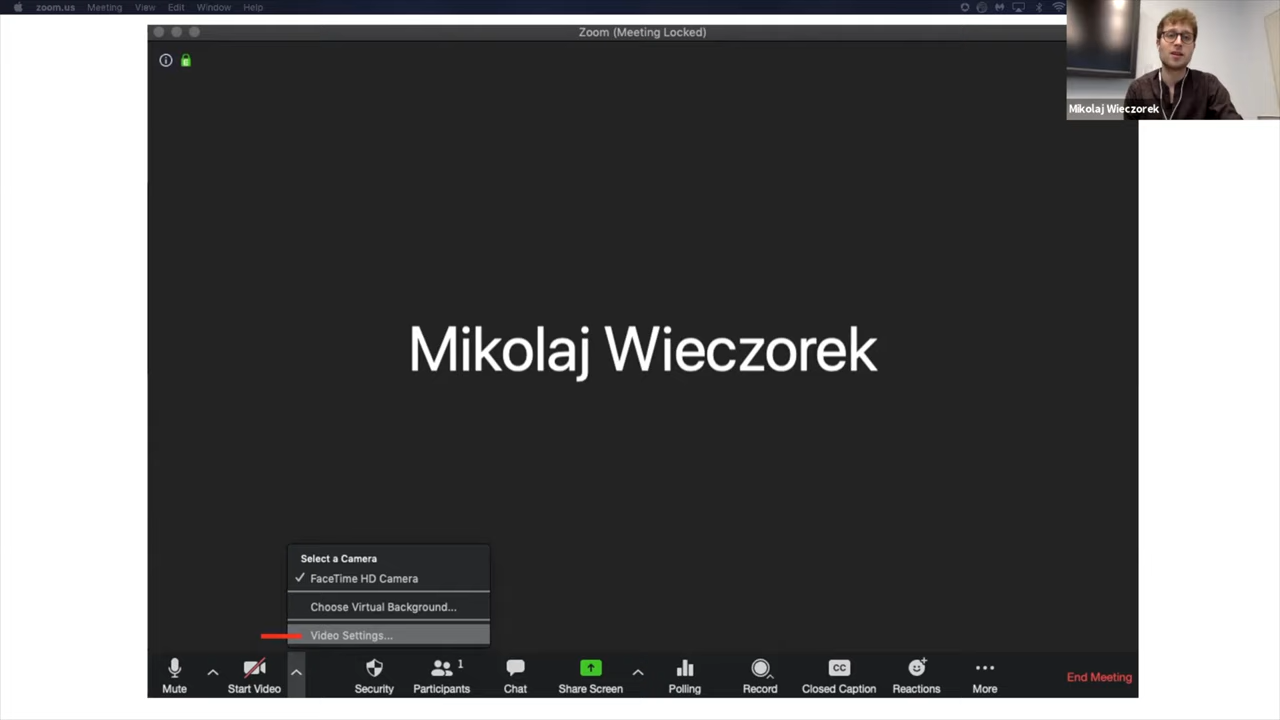 zoom.us Meeting View Edit Window Help
Zoom (Meeting Locked)
Mikolaj Wieczorek
Mikolaj Wieczorek
Select a Camera
✓ FaceTime HD Camera
Choose Virtual Background...
Video Settings...
Mute Start Video Security Participants 1 Chat Share Screen Polling Record CC Closed Caption Reactions More End Meeting